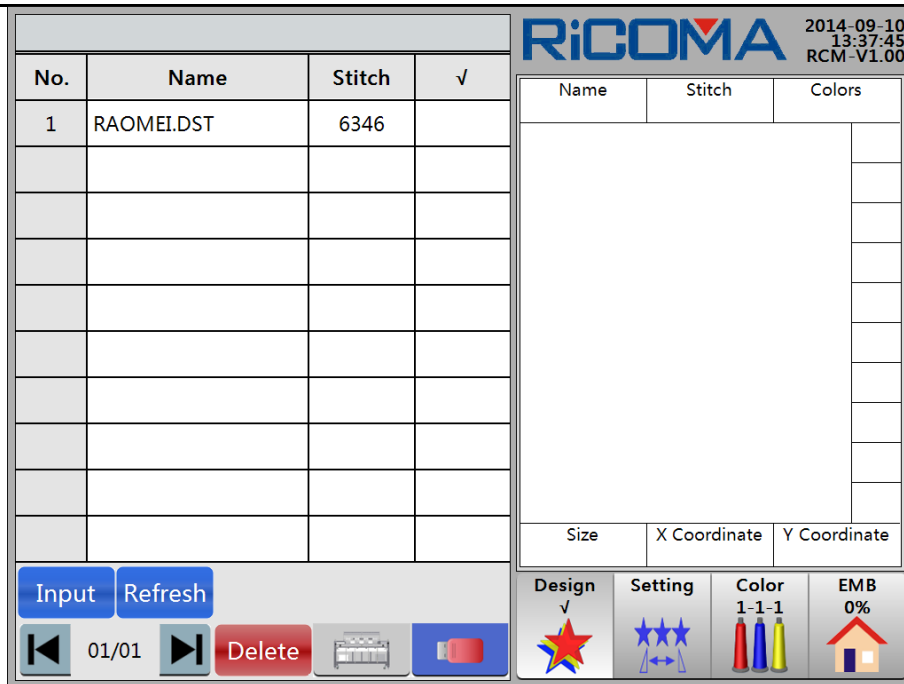 RiCOMA
2014-09-10
13:37:45
RCM-V1.00
No. Name Stitch √
1 RAOMEI.DST 6346
Name Stitch Colors
Size X Coordinate Y Coordinate
Input Refresh
01/01 Delete
Design Setting Color EMB
√ 1-1-1 0%